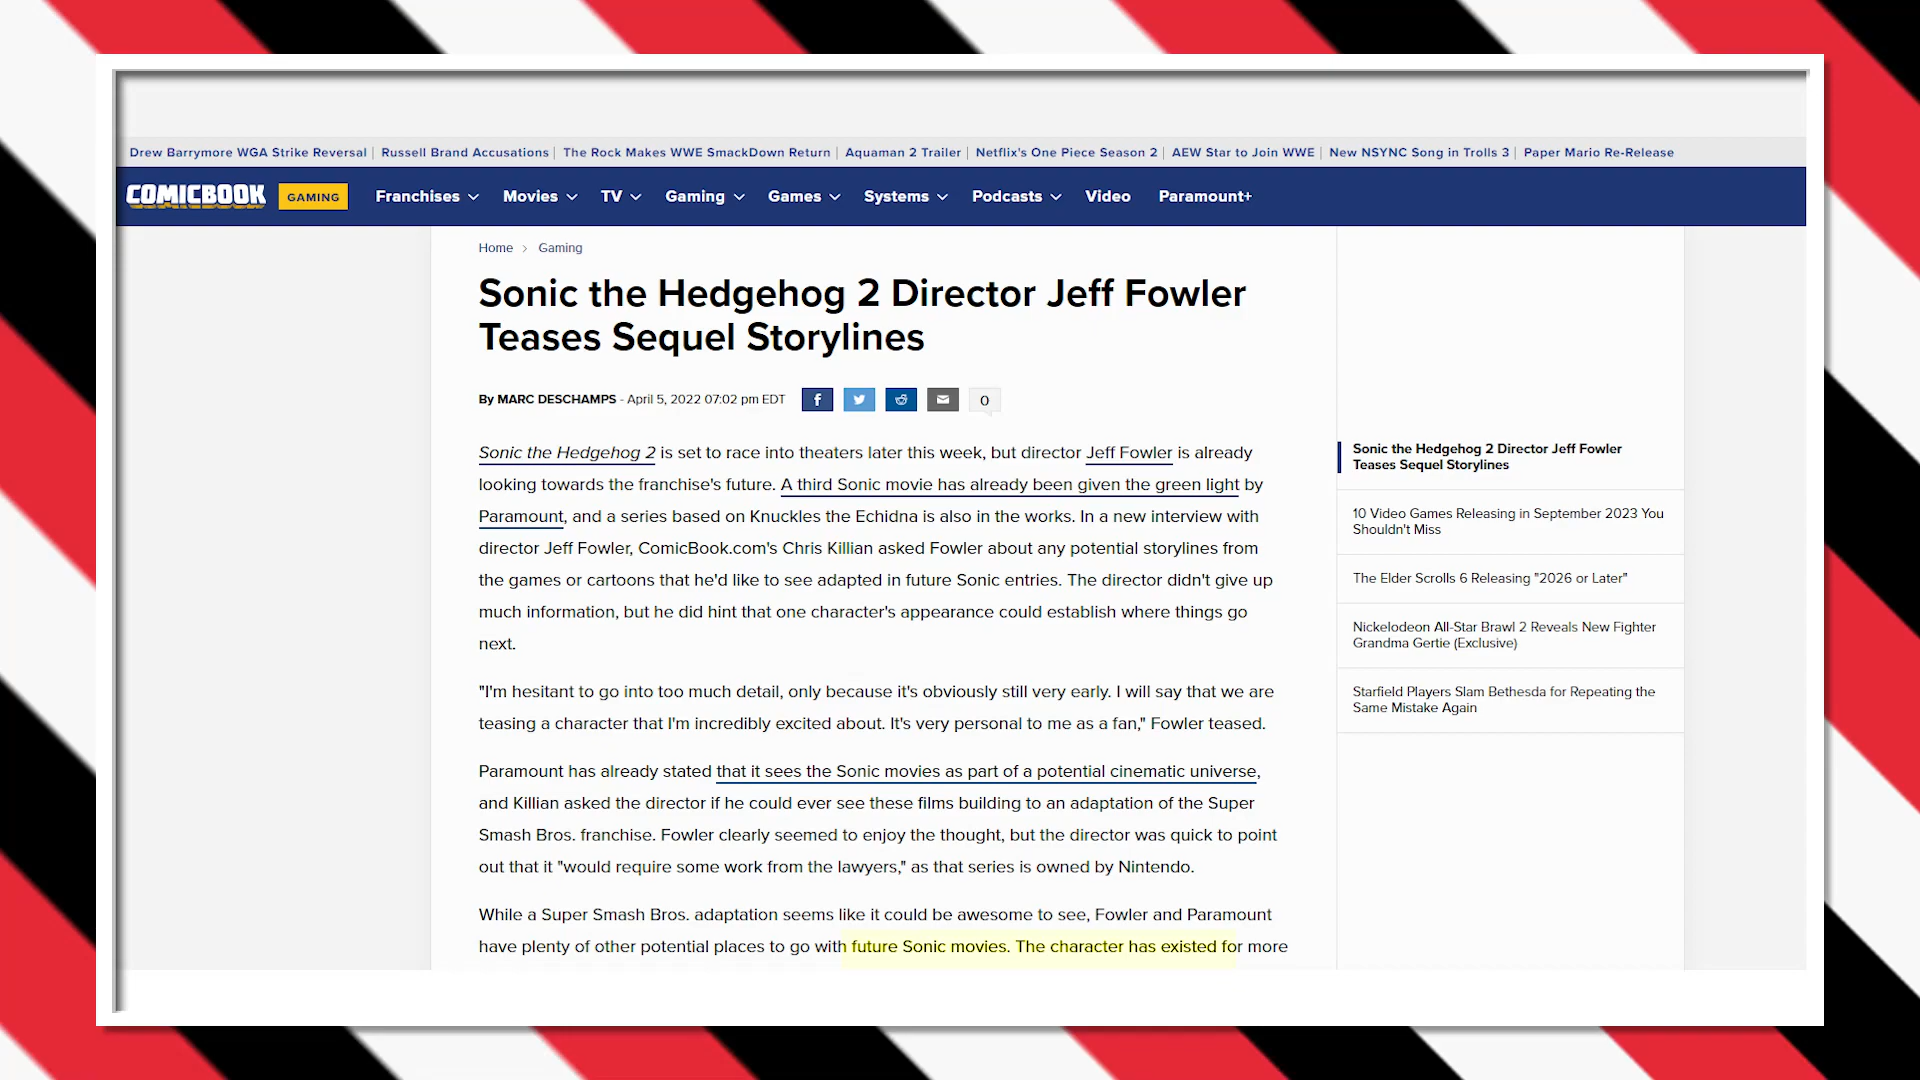 Drew Barrymore WGA Strike Reversal | Russell Brand Accusations | The Rock Makes WWE SmackDown Return | Aquaman 2 Trailer | Netflix's One Piece Season 2 | AEW Star to Join WWE | New NSYNC Song in Trolls 3 | Paper Mario Re-Release
COMICBOOK GAMING Franchises Movies TV Gaming Games Systems Podcasts Video Paramount+
Home > Gaming
Sonic the Hedgehog 2 Director Jeff Fowler
Teases Sequel Storylines
By MARC DESCHAMPS - April 5, 2022 07:02 pm EDT 0
Sonic the Hedgehog 2 is set to race into theaters later this week, but director Jeff Fowler is already
looking towards the franchise's future. A third Sonic movie has already been given the green light by
Paramount, and a series based on Knuckles the Echidna is also in the works. In a new interview with
director Jeff Fowler, ComicBook.com's Chris Killian asked Fowler about any potential storylines from
the games or cartoons that he'd like to see adapted in future Sonic entries. The director didn't give up
much information, but he did hint that one character's appearance could establish where things go
next.
"I'm hesitant to go into too much detail, only because it's obviously still very early. I will say that we are
teasing a character that I'm incredibly excited about. It's very personal to me as a fan," Fowler teased.
Paramount has already stated that it sees the Sonic movies as part of a potential cinematic universe,
and Killian asked the director if he could ever see these films building to an adaptation of the Super
Smash Bros. franchise. Fowler clearly seemed to enjoy the thought, but the director was quick to point
out that it "would require some work from the lawyers," as that series is owned by Nintendo.
While a Super Smash Bros. adaptation seems like it could be awesome to see, Fowler and Paramount
have plenty of other potential places to go with future Sonic movies. The character has existed for more
Sonic the Hedgehog 2 Director Jeff Fowler
Teases Sequel Storylines
10 Video Games Releasing in September 2023 You
Shouldn't Miss
The Elder Scrolls 6 Releasing "2026 or Later"
Nickelodeon All-Star Brawl 2 Reveals New Fighter
Grandma Gertie (Exclusive)
Starfield Players Slam Bethesda for Repeating the
Same Mistake Again